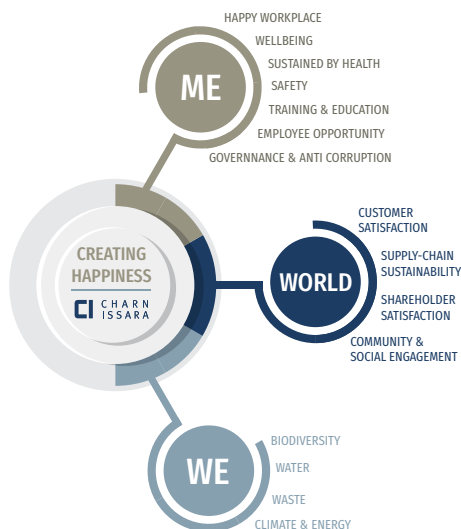 HAPPY WORKPLACE
WELLBEING
SUSTAINED BY HEALTH
SAFETY
TRAINING & EDUCATION
EMPLOYEE OPPORTUNITY
GOVERNNANCE & ANTI CORRUPTION
ME
CREATING
HAPPINESS
CI CHARN
ISSARA
WORLD
CUSTOMER
SATISFACTION
SUPPLY-CHAIN
SUSTAINABILITY
SHAREHOLDER
SATISFACTION
COMMUNITY &
SOCIAL ENGAGEMENT
WE
BIODIVERSITY
WATER
WASTE
CLIMATE & ENERGY